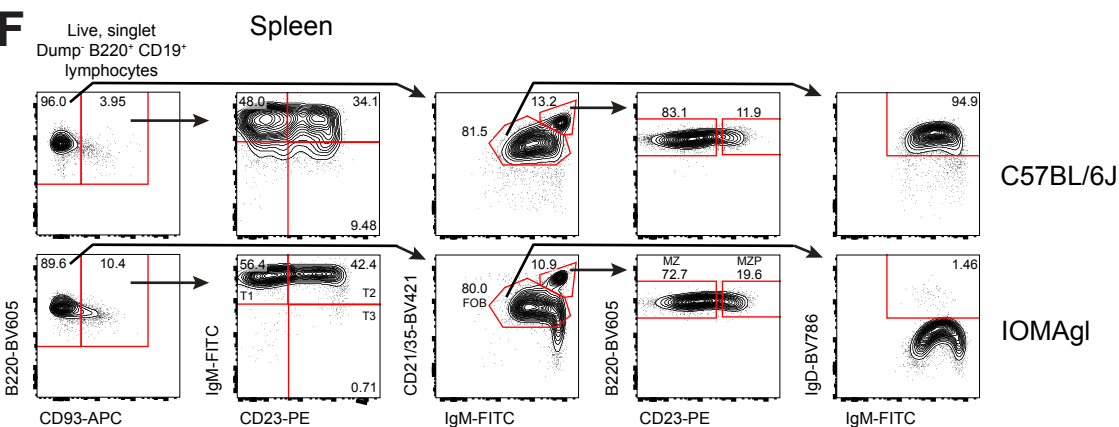 F
Spleen
Live, singlet
Dump⁻ B220⁺ CD19⁺
lymphocytes
96.0 3.95
48.0 34.1
9.48
13.2
81.5
83.1 11.9
94.9
C57BL/6J
89.6 10.4
56.4 42.4
T1 T2
T3
0.71
10.9
80.0
FOB
MZ MZP
72.7 19.6
1.46
IOMAgl
B220-BV605
CD93-APC
IgM-FITC
CD23-PE
CD21/35-BV421
IgM-FITC
B220-BV605
CD23-PE
IgD-BV786
IgM-FITC